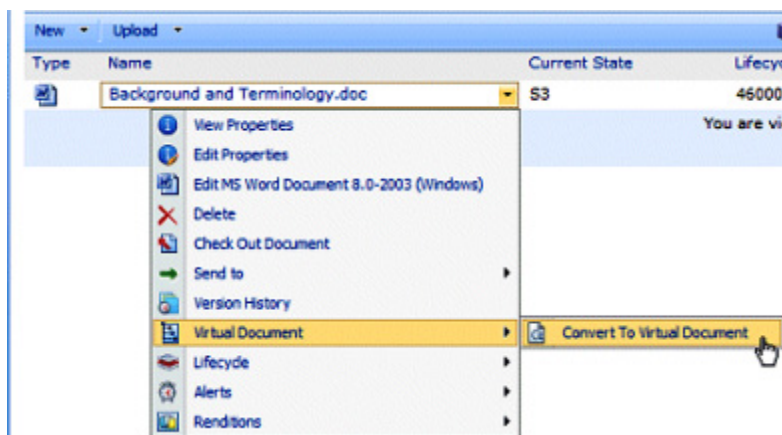 New Upload
Type Name Current State Lifecy
Background and Terminology.doc S3 46000
You are vi
View Properties
Edit Properties
Edit MS Word Document 8.0-2003 (Windows)
Delete
Check Out Document
Send to
Version History
Virtual Document Convert To Virtual Document
Lifecycle
Alerts
Renditions